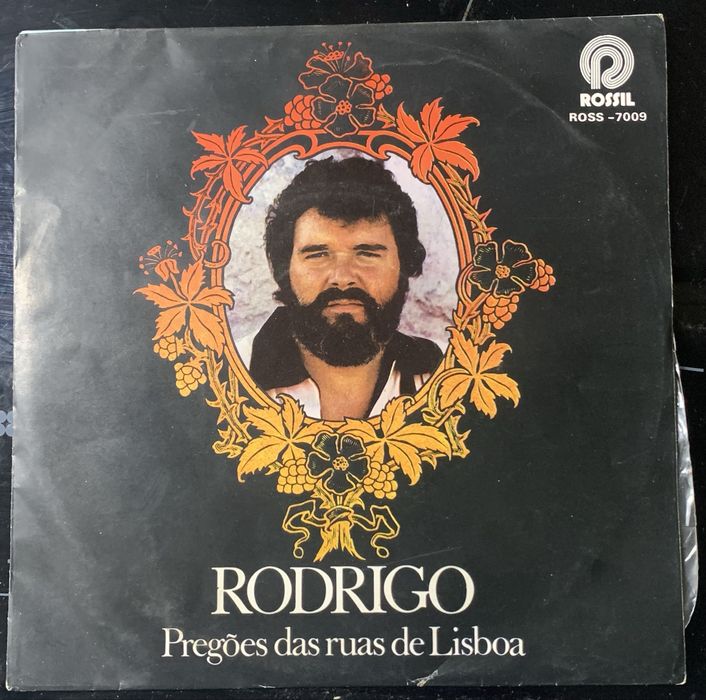 ROSSIL
ROSS -7009
RODRIGO
Pregões das ruas de Lisboa